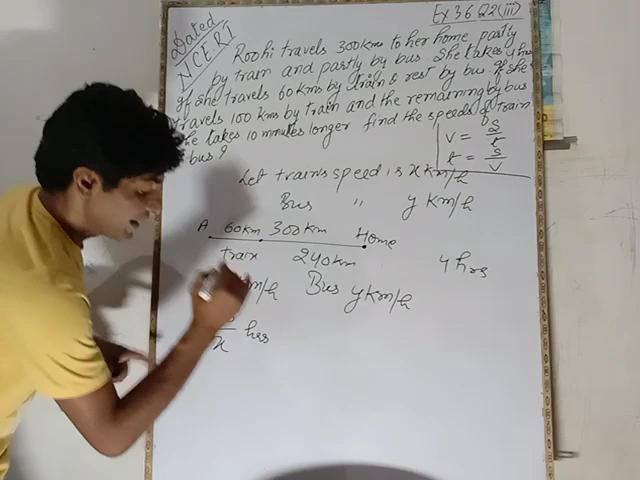 Dated
NCERT
Ex 3.6 Q2(iii)
Roohi travels 300kms to her home partly
by train and partly by bus She takes 4 hrs
If she travels 60 kms by train & rest by bus. If she
travels 100 kms by train and the remaining by bus
she takes 10 minutes longer find the speeds of train
& bus ?
V = S/t
t = S/V
Let train's speed is x km/h
Bus " y km/h
A 60km 300km Home
train 240km 4 hrs
m/h Bus y km/h
x hrs